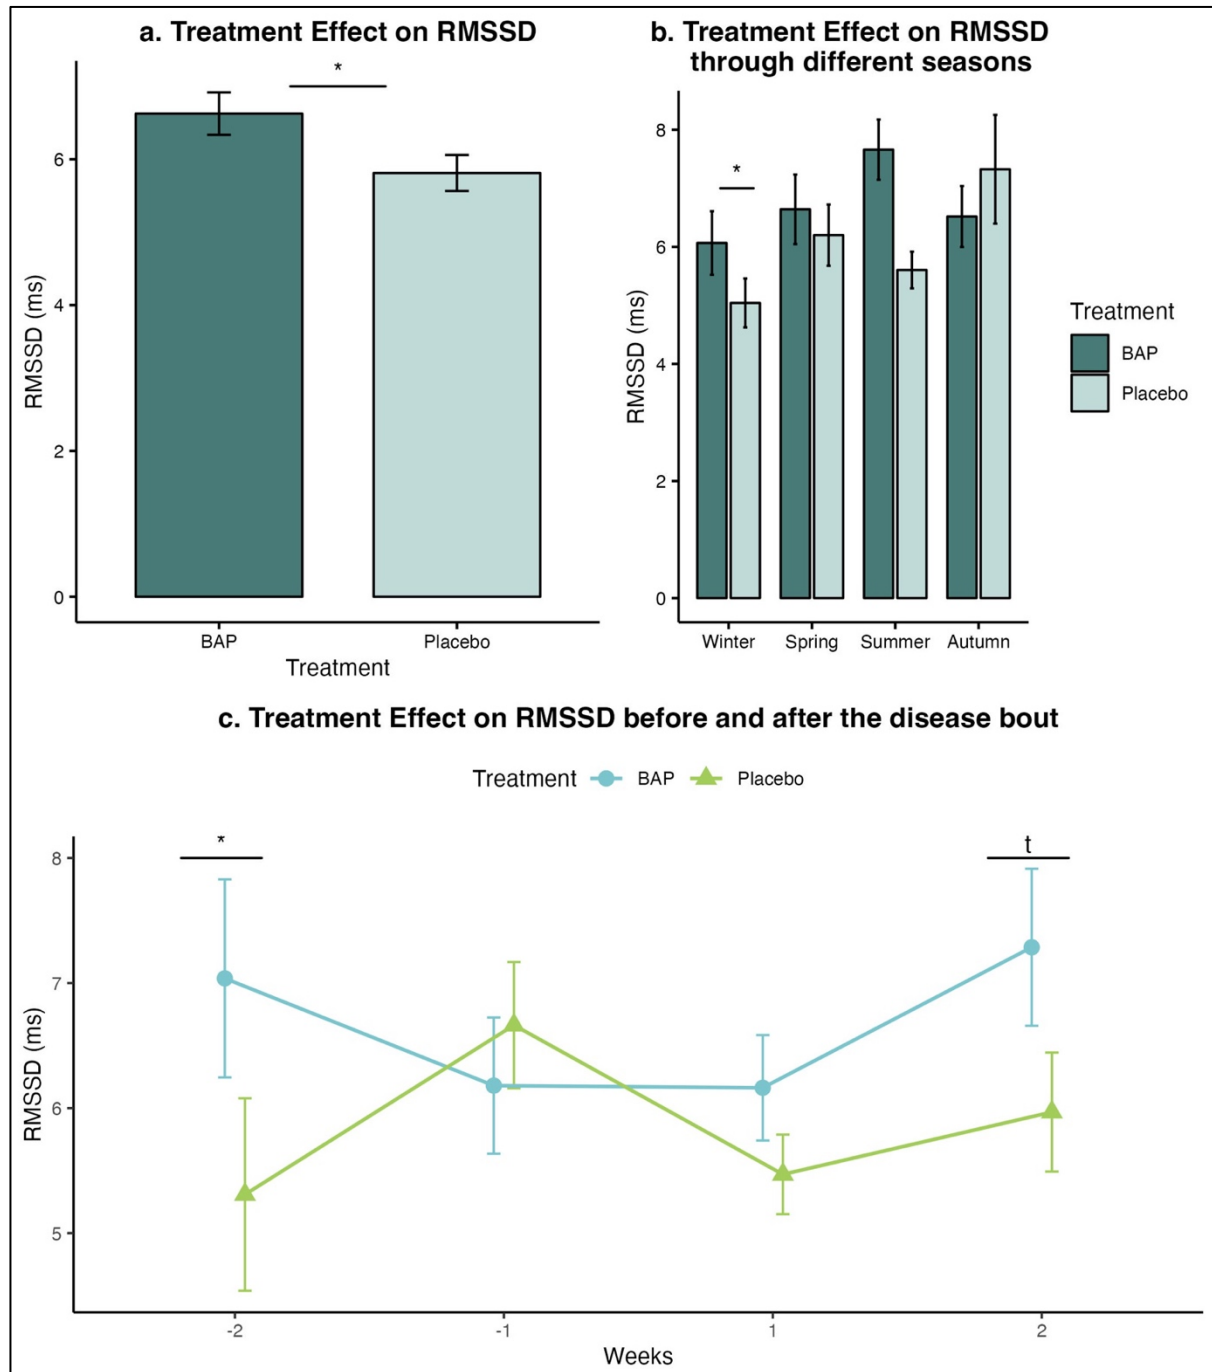 a. Treatment Effect on RMSSD
*
RMSSD (ms)
6
4
2
0
BAP
Placebo
Treatment
b. Treatment Effect on RMSSD
through different seasons
*
RMSSD (ms)
8
6
4
2
0
Winter
Spring
Summer
Autumn
Treatment
BAP
Placebo
c. Treatment Effect on RMSSD before and after the disease bout
Treatment BAP Placebo
*
t
RMSSD (ms)
8
7
6
5
-2
-1
1
2
Weeks